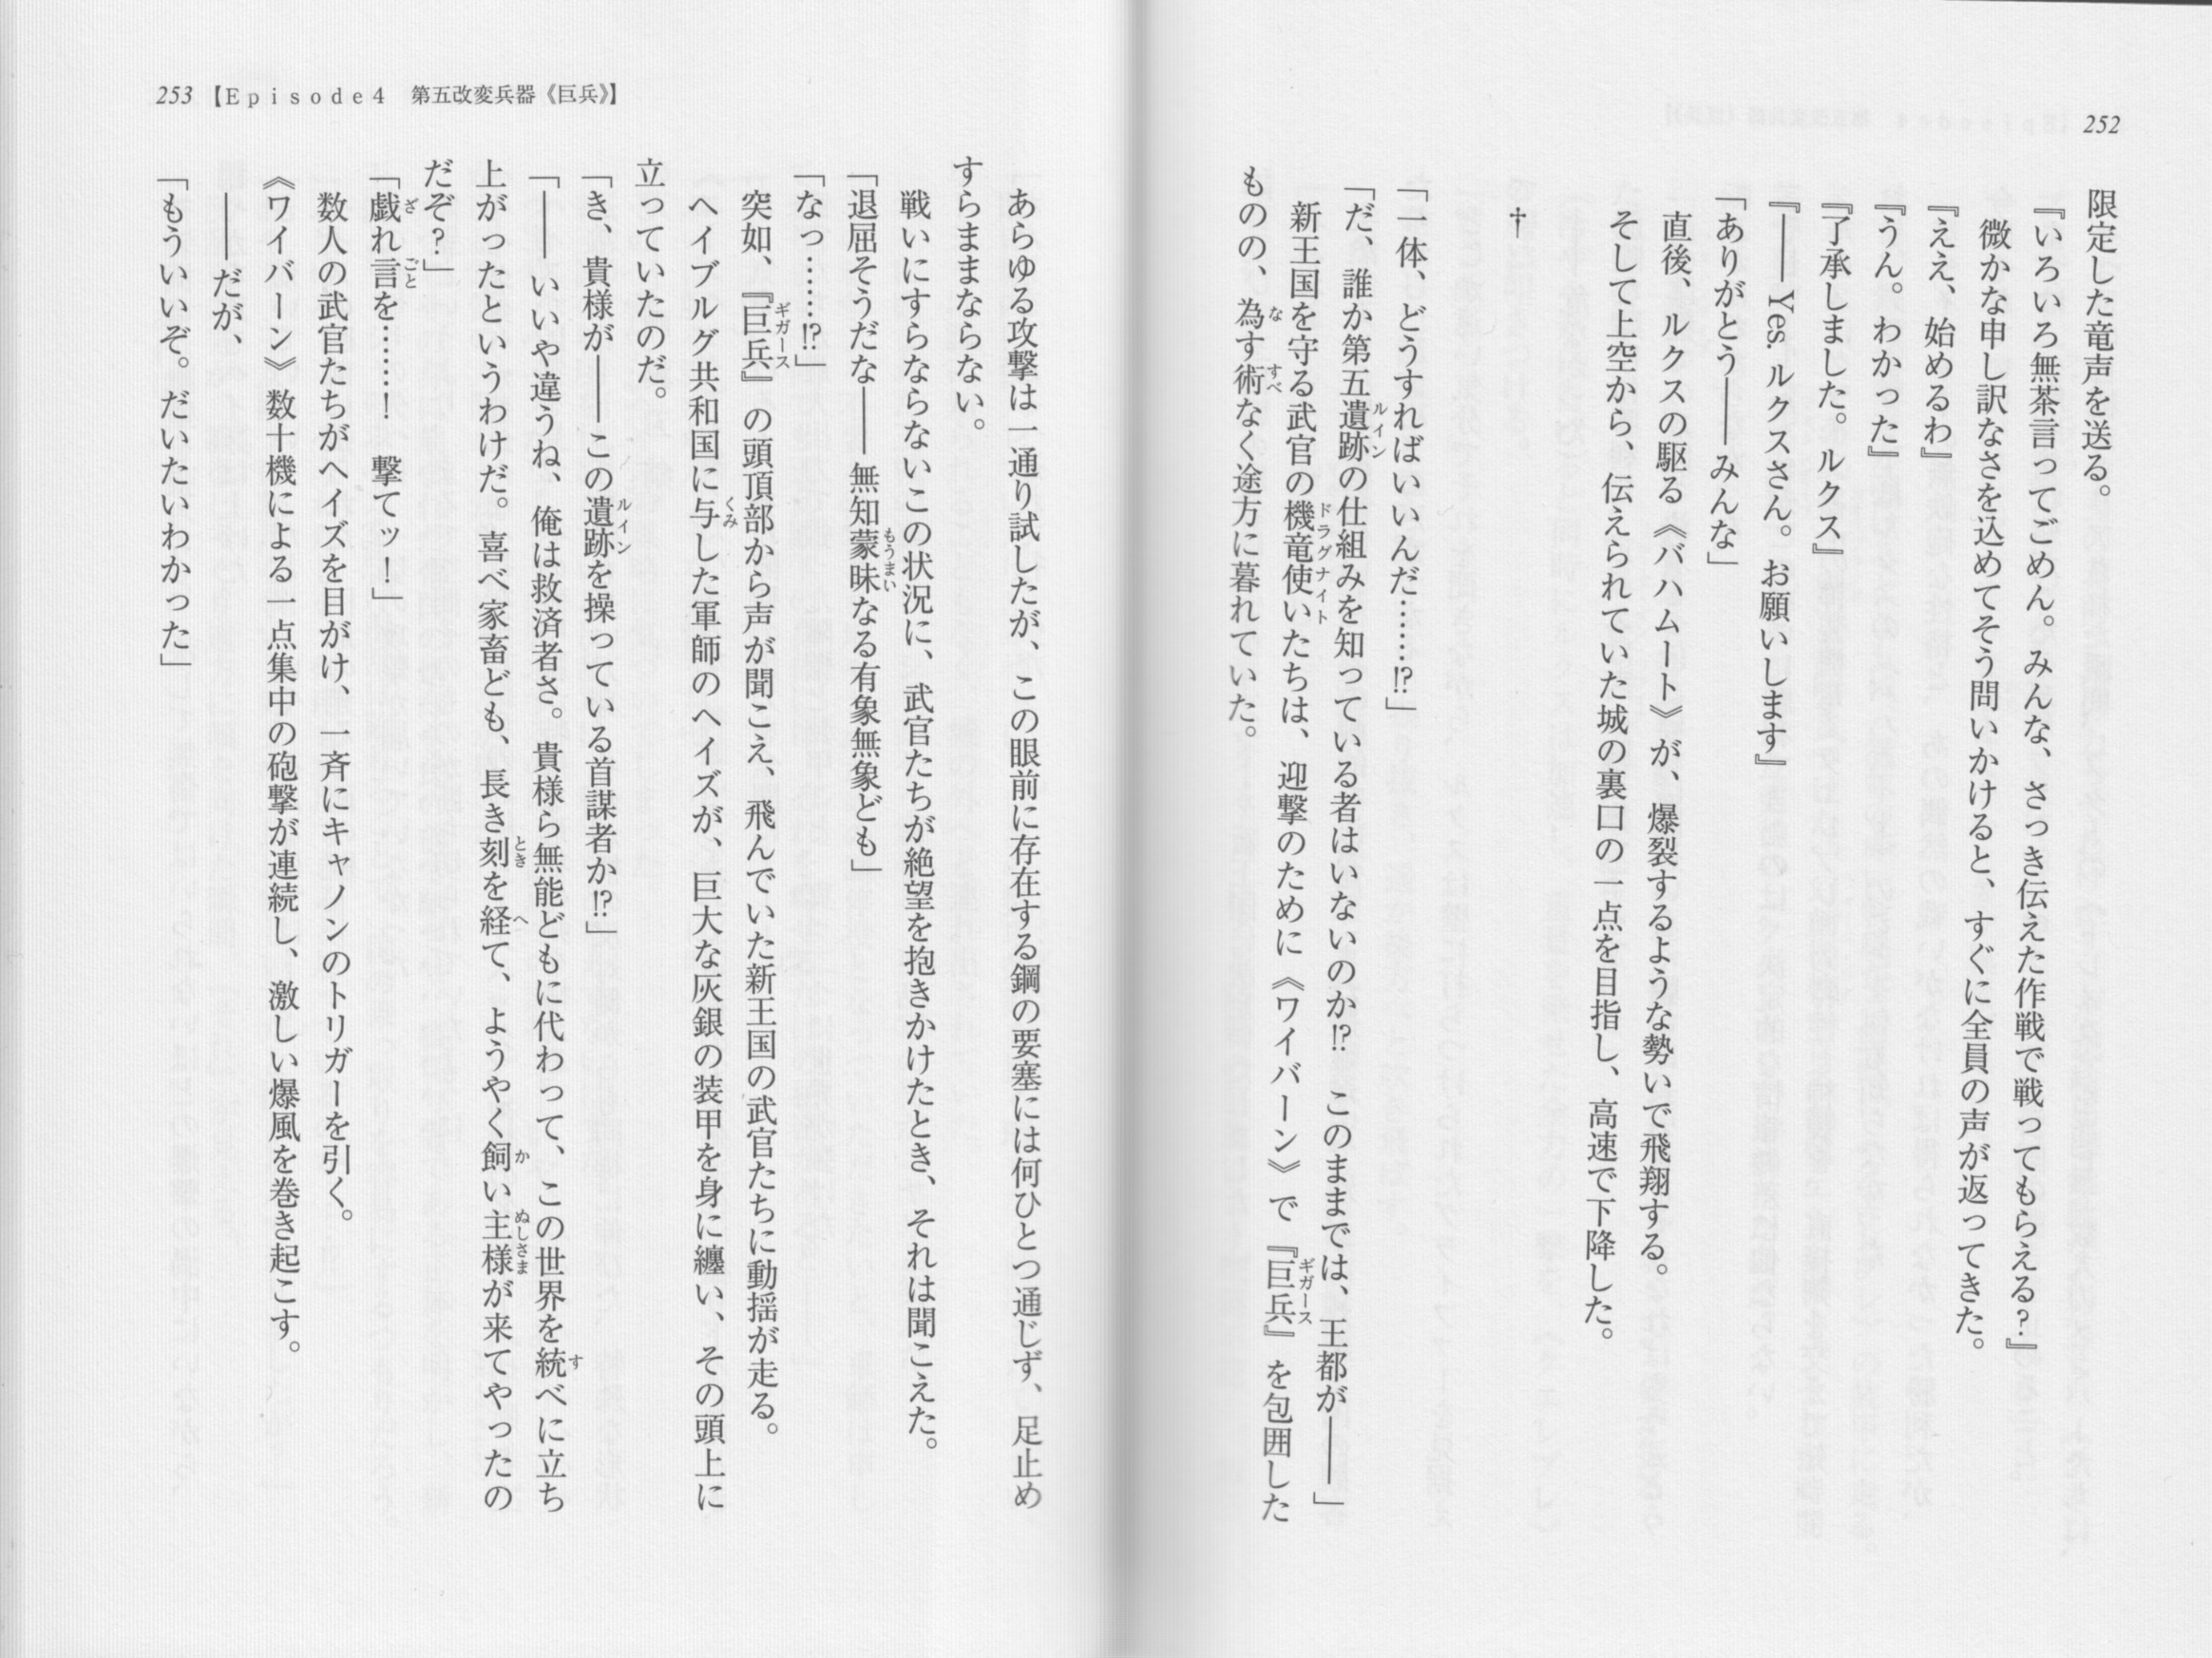 252
限定した竜声を送る。
『いろいろ無茶言ってごめん。みんな、さっき伝えた作戦で戦ってもらえる？』
微かな申し訳なさを込めてそう問いかけると、すぐに全員の声が返ってきた。
『ええ、始めるわ』
『うん。わかった』
『了承しました。ルクス』
『――Yes. ルクスさん。お願いします』
「ありがとう――みんな」
直後、ルクスの駆る《バハムート》が、爆裂するような勢いで飛翔する。
そして上空から、伝えられていた城の裏口の一点を目指し、高速で下降した。
†
「一体、どうすればいいんだ……!?」
「だ、誰か第五遺跡の仕組みを知っている者はいないのか!?　このままでは、王都が――」
新王国を守る武官の機竜使いたちは、迎撃のために《ワイバーン》で『巨兵』を包囲した
ものの、為す術なく途方に暮れていた。
253【Episode4　第五改変兵器《巨兵》】
あらゆる攻撃は一通り試したが、この眼前に存在する鋼の要塞には何ひとつ通じず、足止め
すらままならない。
戦いにすらならないこの状況に、武官たちが絶望を抱きかけたとき、それは聞こえた。
「退屈そうだな――無知蒙昧なる有象無象ども」
「なっ……!?」
突如、『巨兵』の頭頂部から声が聞こえ、飛んでいた新王国の武官たちに動揺が走る。
ヘイブルグ共和国に与した軍師のヘイズが、巨大な灰銀の装甲を身に纏い、その頭上に
立っていたのだ。
「き、貴様が――この遺跡を操っている首謀者か!?」
「――いいや違うね、俺は救済者さ。貴様ら無能どもに代わって、この世界を統べに立ち
上がったというわけだ。喜べ家畜ども、長き刻を経て、ようやく飼い主様が来てやったの
だぞ？」
「戯れ言を……！　撃てッ！」
数人の武官たちがヘイズを目がけ、一斉にキャノンのトリガーを引く。
《ワイバーン》数十機による一点集中の砲撃が連続し、激しい爆風を巻き起こす。
――だが、
「もういいぞ。だいたいわかった」